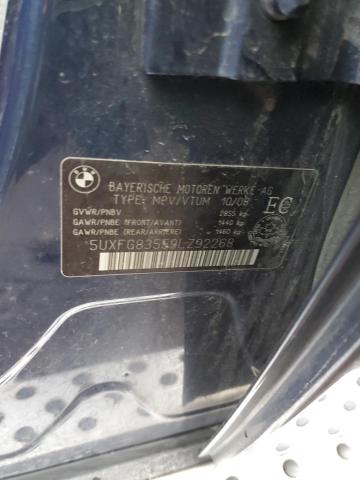 BMW
BAYERISCHE MOTOREN WERKE AG
TYPE: MPV/VTUM 10/08
GVWR/PNBV 2855 kg
GAWR/PNBE (FRONT/AVANT) 1440 kg
GAWR/PNBE (REAR/ARRIERE) 1460 kg
EC
5UXFG83559LZ92268